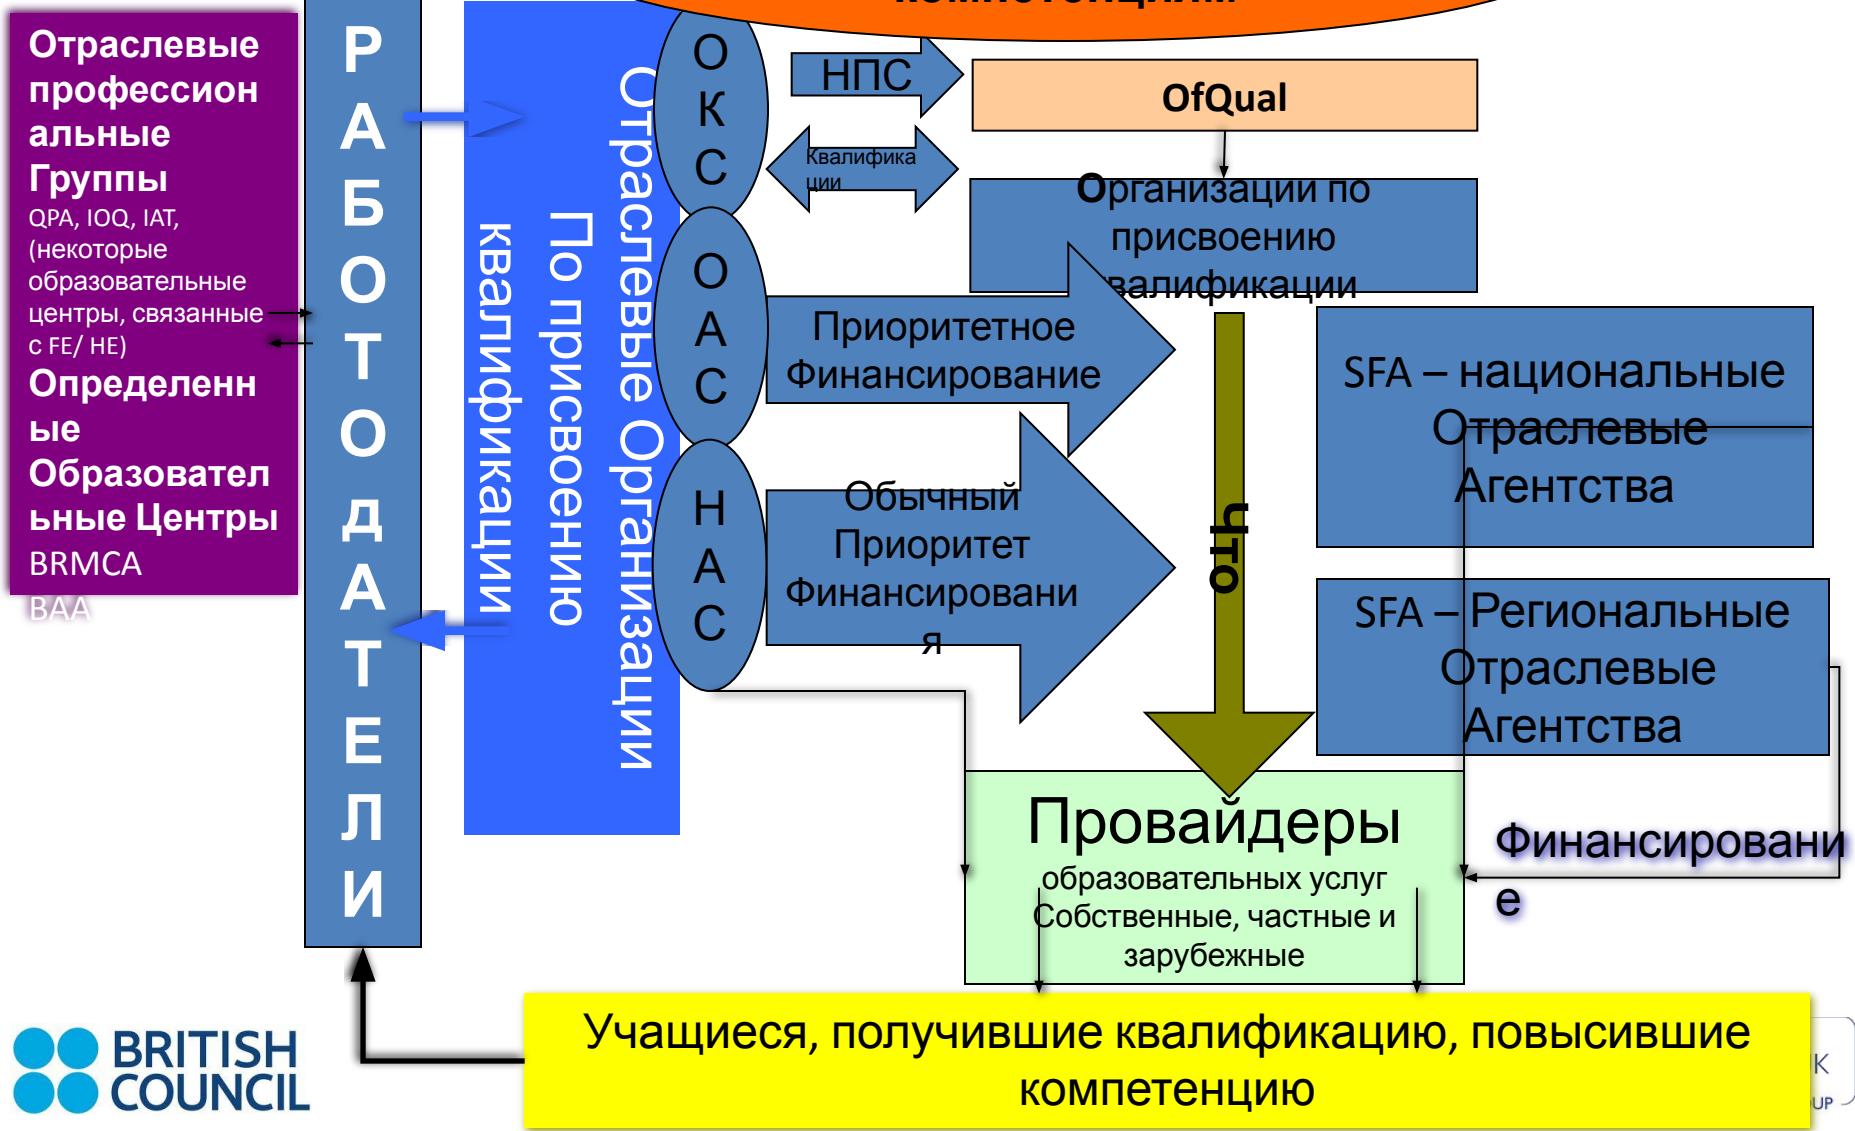 Отраслевые
профессион
альные
Группы
QPA, IOQ, IAT,
(некоторые
образовательные
центры, связанные
с FE/ HE)
Определенн
ые
Образовател
ьные Центры
BRMCA
BAA
Р
А
Б
О
Т
О
Д
А
Т
Е
Л
И
Отраслевые Организации
По присвоению
квалификации
О
К
С
О
А
С
Н
А
С
НПС
Квалифика
ции
OfQual
Организации по
присвоению
валификации
Приоритетное
Финансирование
Обычный
Приоритет
Финансировани
я
что
SFA – национальные
Отраслевые
Агентства
SFA – Региональные
Отраслевые
Агентства
Провайдеры
образовательных услуг
Собственные, частные и
зарубежные
Финансировани
е
Учащиеся, получившие квалификацию, повысившие
компетенцию
BRITISH
COUNCIL